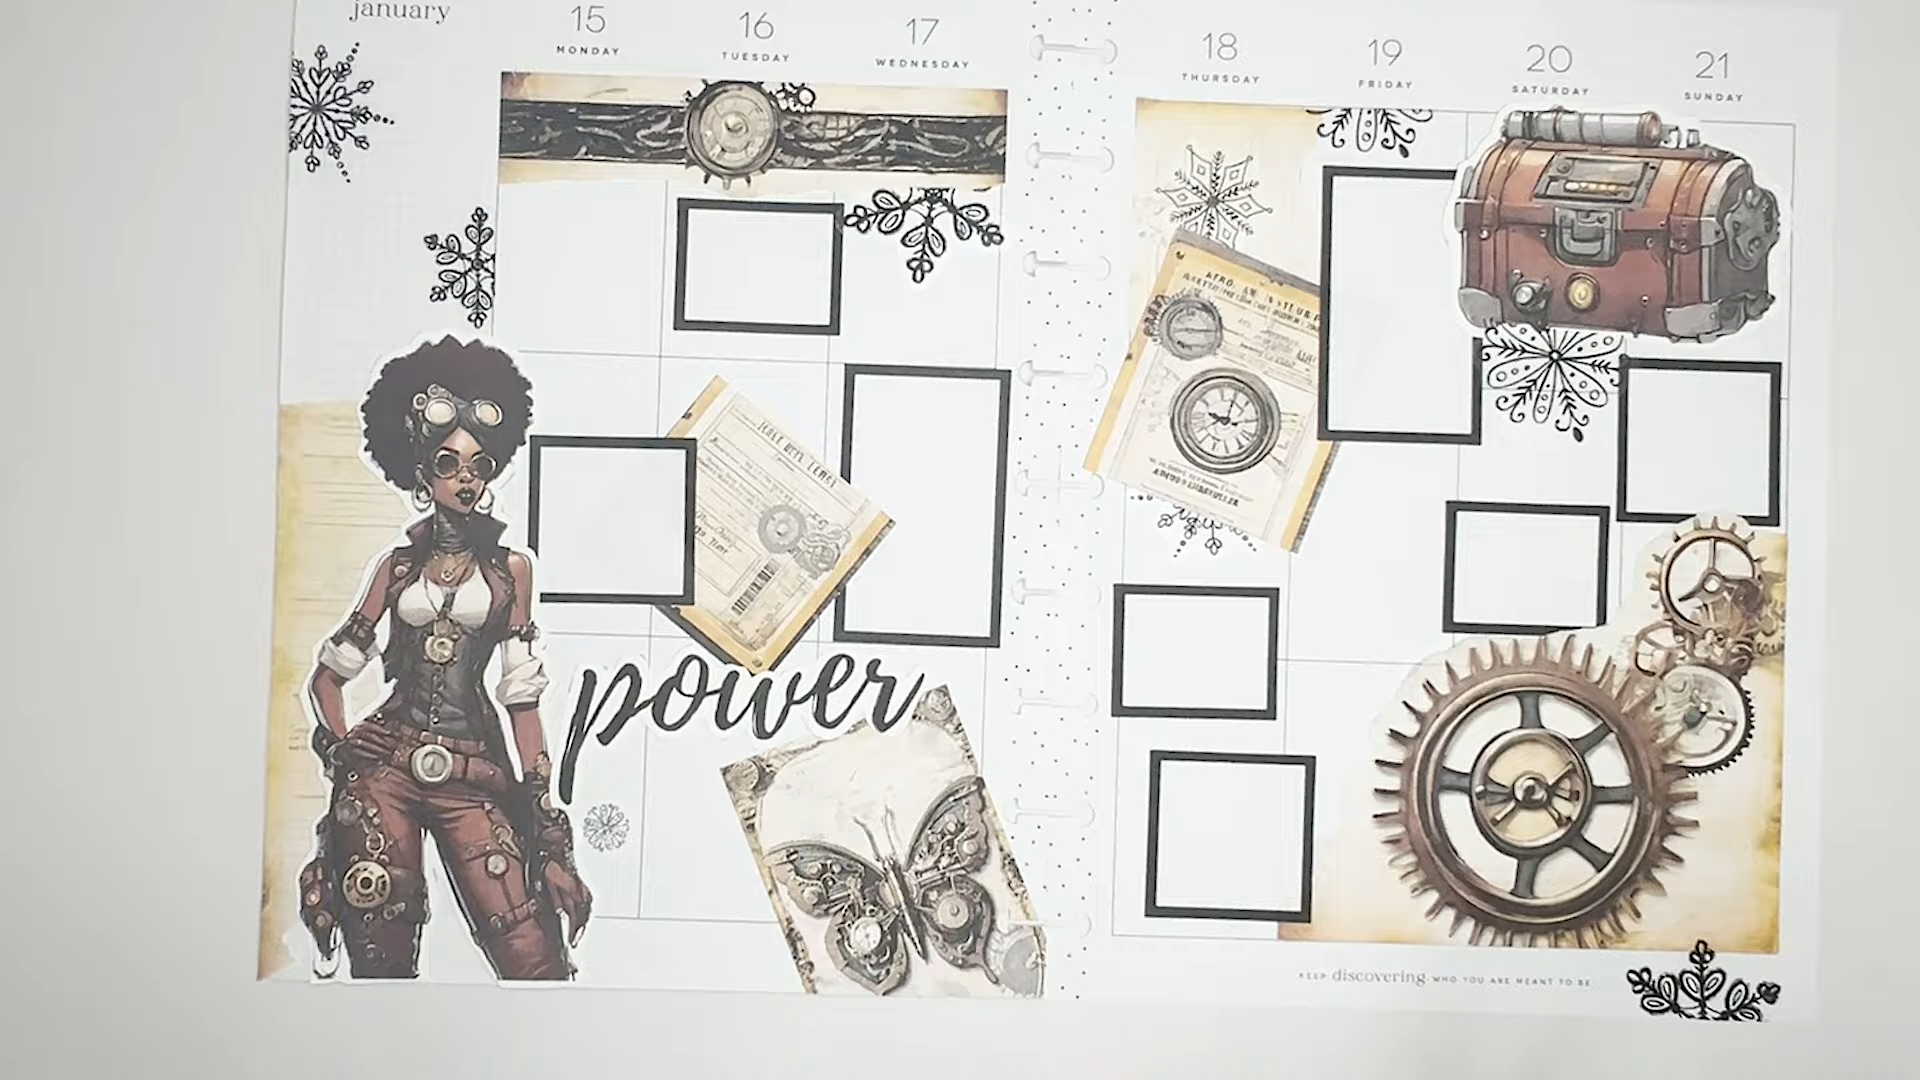 january
15
MONDAY
16
TUESDAY
17
WEDNESDAY
18
THURSDAY
19
FRIDAY
20
SATURDAY
21
SUNDAY
power
KEEP discovering WHO YOU ARE MEANT TO BE